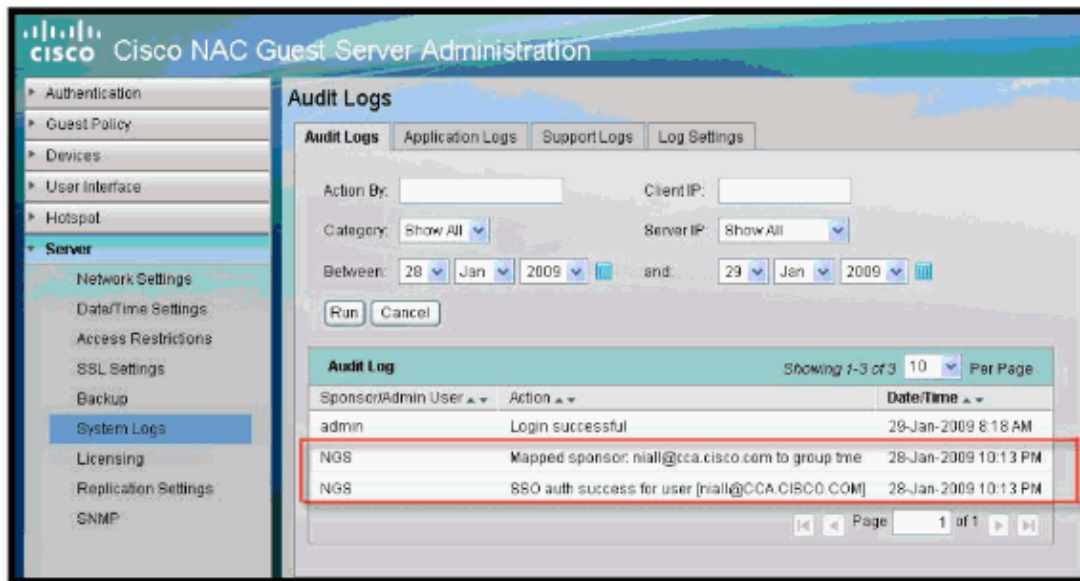 CISCO Cisco NAC Guest Server Administration
Authentication
Guest Policy
Devices
User Interface
Hotspot
Server
Network Settings
Date/Time Settings
Access Restrictions
SSL Settings
Backup
System Logs
Licensing
Replication Settings
SNMP
Audit Logs
Audit Logs Application Logs Support Logs Log Settings
Action By: Client IP:
Category: Show All Server IP: Show All
Between: 28 Jan 2009 and: 29 Jan 2009
Run Cancel
Audit Log Showing 1-3 of 3 10 Per Page
Sponsor/Admin User Action Date/Time
admin Login successful 29-Jan-2009 8:18 AM
NGS Mapped sponsor: niall@cca.cisco.com to group tme 28-Jan-2009 10:13 PM
NGS SSO auth success for user [niall@CCA.CISCO.COM] 28-Jan-2009 10:13 PM
Page 1 of 1